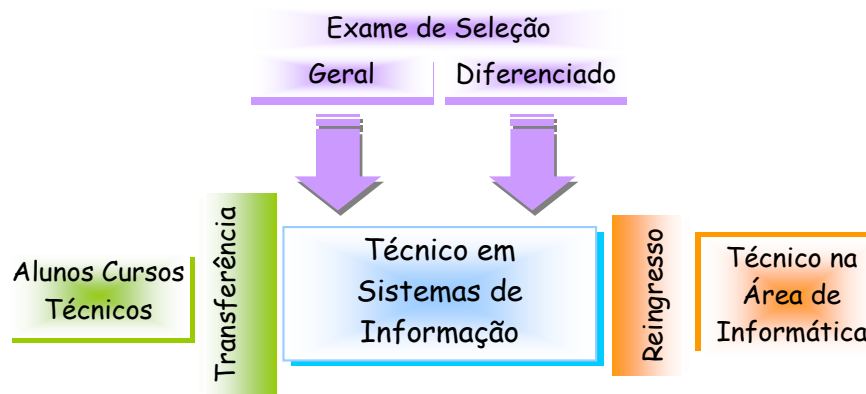 Exame de Seleção
Geral
Diferenciado
Alunos Cursos
Técnicos
Transferência
Técnico em
Sistemas de
Informação
Reingresso
Técnico na
Área de
Informática